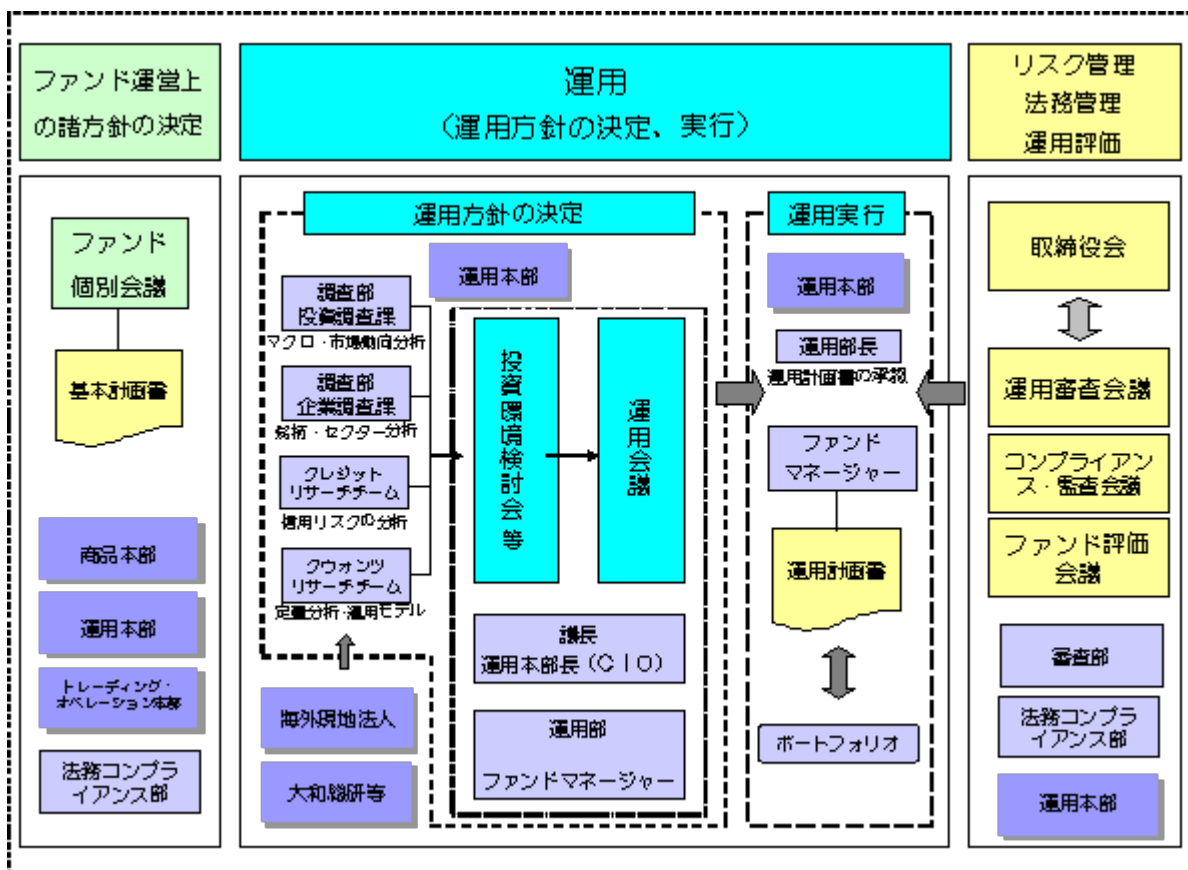 ファンド運営上
の諸方針の決定
運用
（運用方針の決定、実行）
リスク管理
法務管理
運用評価
ファンド
個別会議
基本計画書
商品本部
運用本部
トレーディング・
オペレーション本部
法務コンプラ
イアンス部
運用方針の決定
運用本部
調査部
投資調査課
マクロ・市場動向分析
調査部
企業調査課
銘柄・セクター分析
クレジット
リサーチチーム
信用リスクの分析
クウォンツ
リサーチチーム
定量分析・運用モデル
海外現地法人
大和総研等
投資環境検討会等
運用会議
議長
運用本部長（ＣＩＯ）
運用部
ファンドマネージャー
運用実行
運用本部
運用部長
運用計画書の承認
ファンド
マネージャー
運用計画書
ポートフォリオ
取締役会
運用審査会議
コンプライアン
ス・監査会議
ファンド評価
会議
審査部
法務コンプラ
イアンス部
運用本部